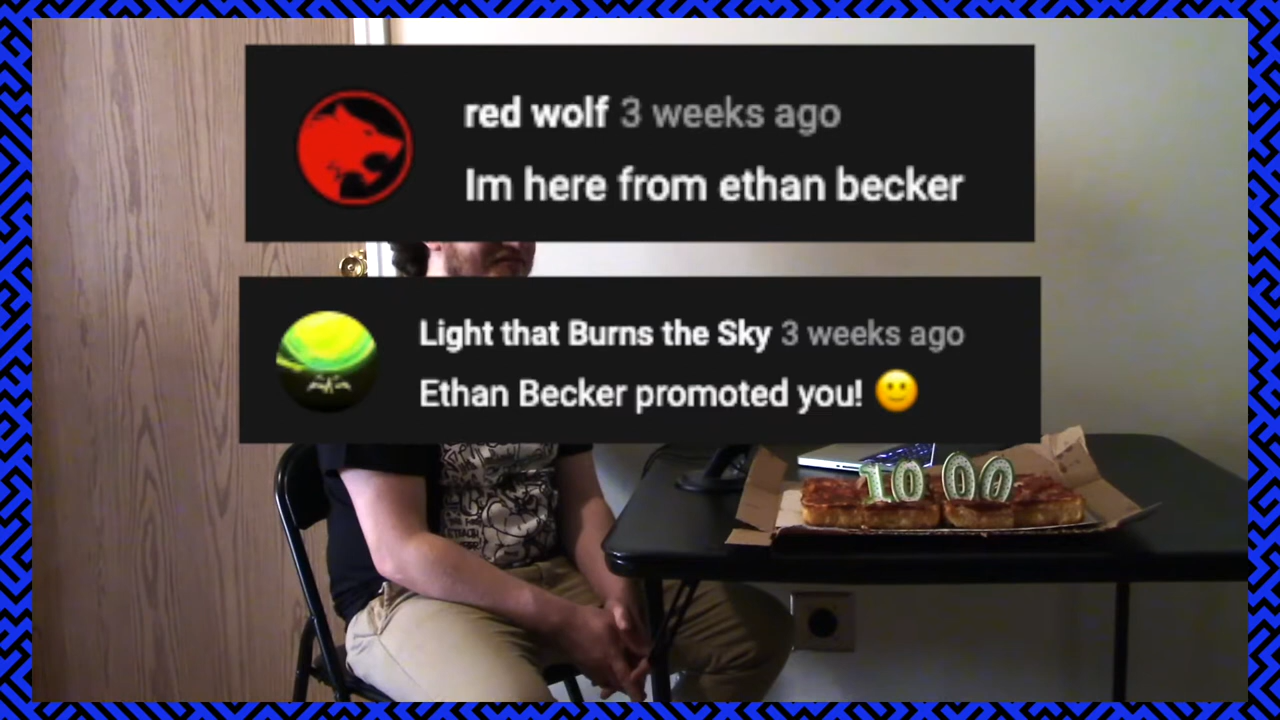 red wolf 3 weeks ago
Im here from ethan becker
Light that Burns the Sky 3 weeks ago
Ethan Becker promoted you! 🙂
1000